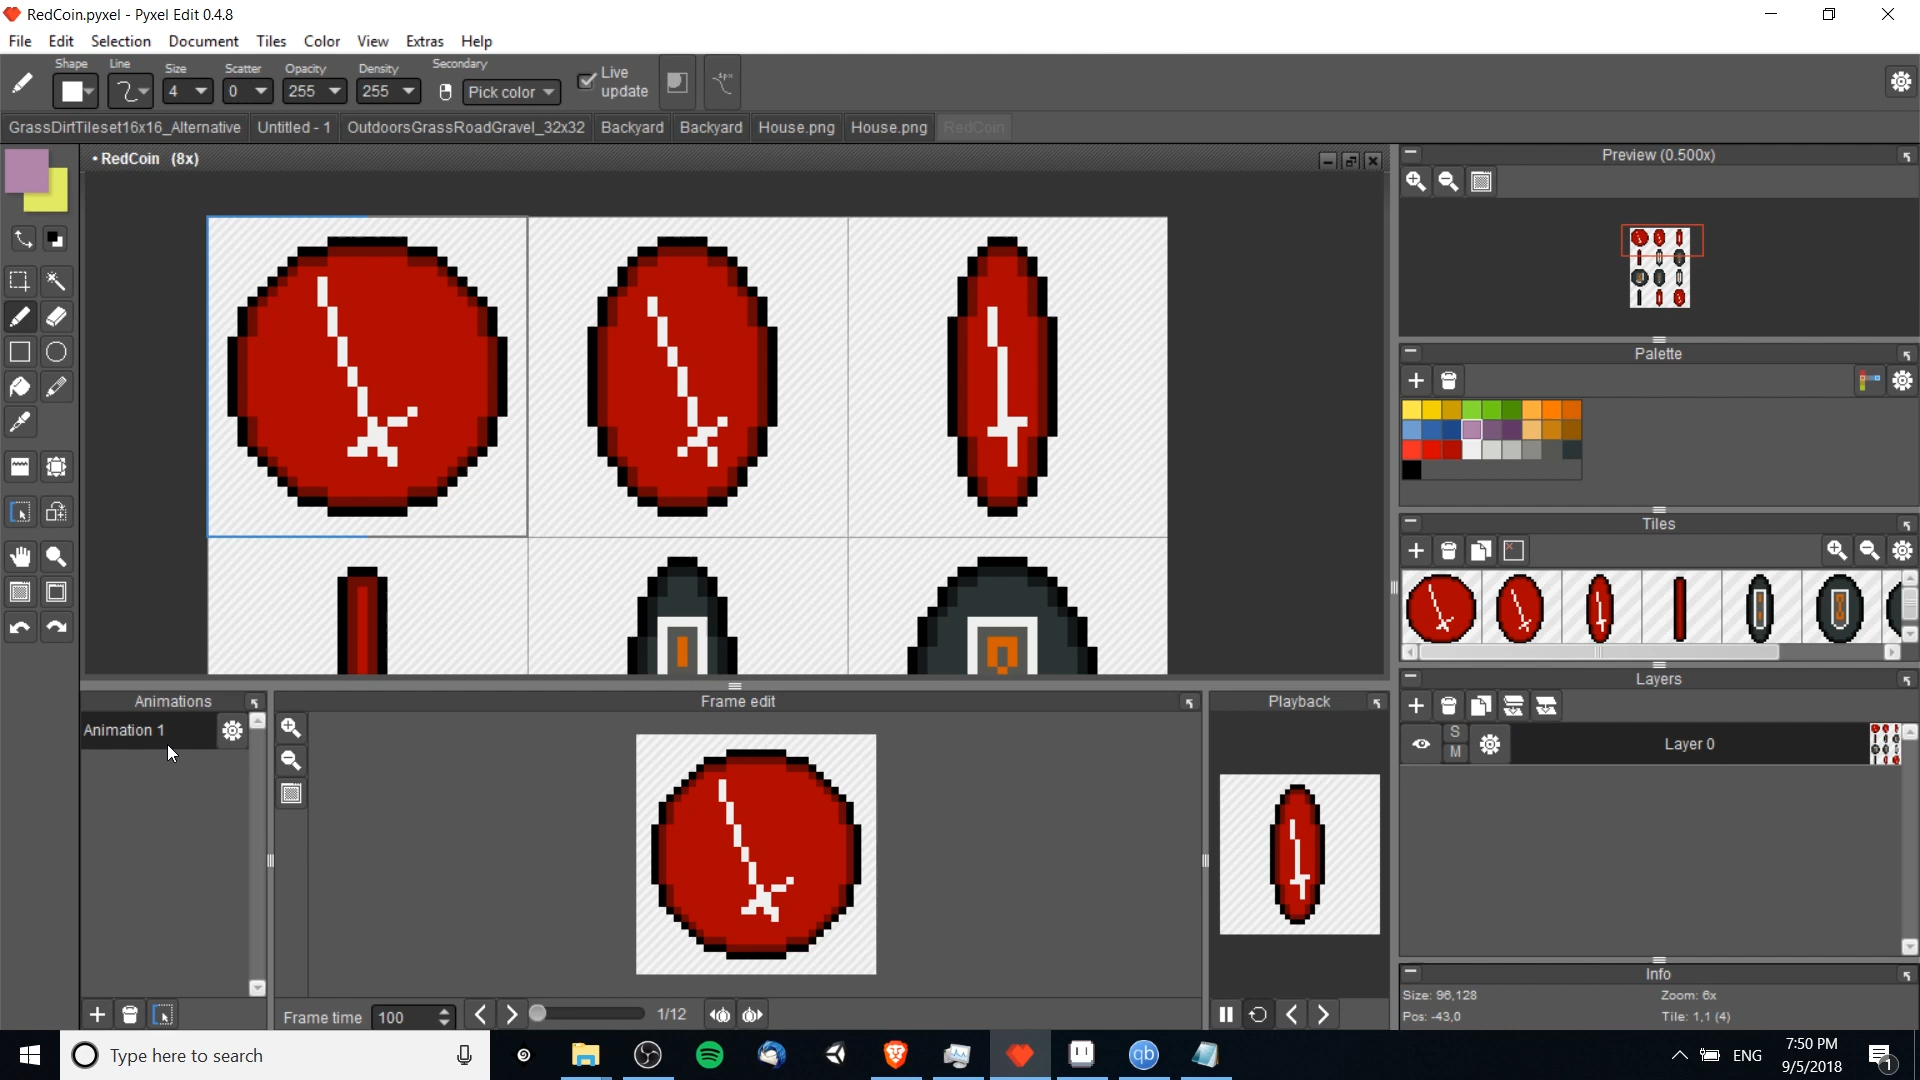 RedCoin.pyxel - Pyxel Edit 0.4.8
File Edit Selection Document Tiles Color View Extras Help
Shape Line Size Scatter Opacity Density Secondary
4 0 255 255 Pick color Live update
GrassDirtTileset16x16_Alternative Untitled - 1 OutdoorsGrassRoadGravel_32x32 Backyard Backyard House.png House.png RedCoin
• RedCoin (8x)
Preview (0.500x)
Palette
Tiles
Layers
S
M
Layer 0
Animations Frame edit Playback
Animation 1
Frame time 100 1/12
Info
Size: 96,128 Zoom: 6x
Pos: -43,0 Tile: 1,1 (4)
Type here to search
qb
ENG
7:50 PM
9/5/2018
1